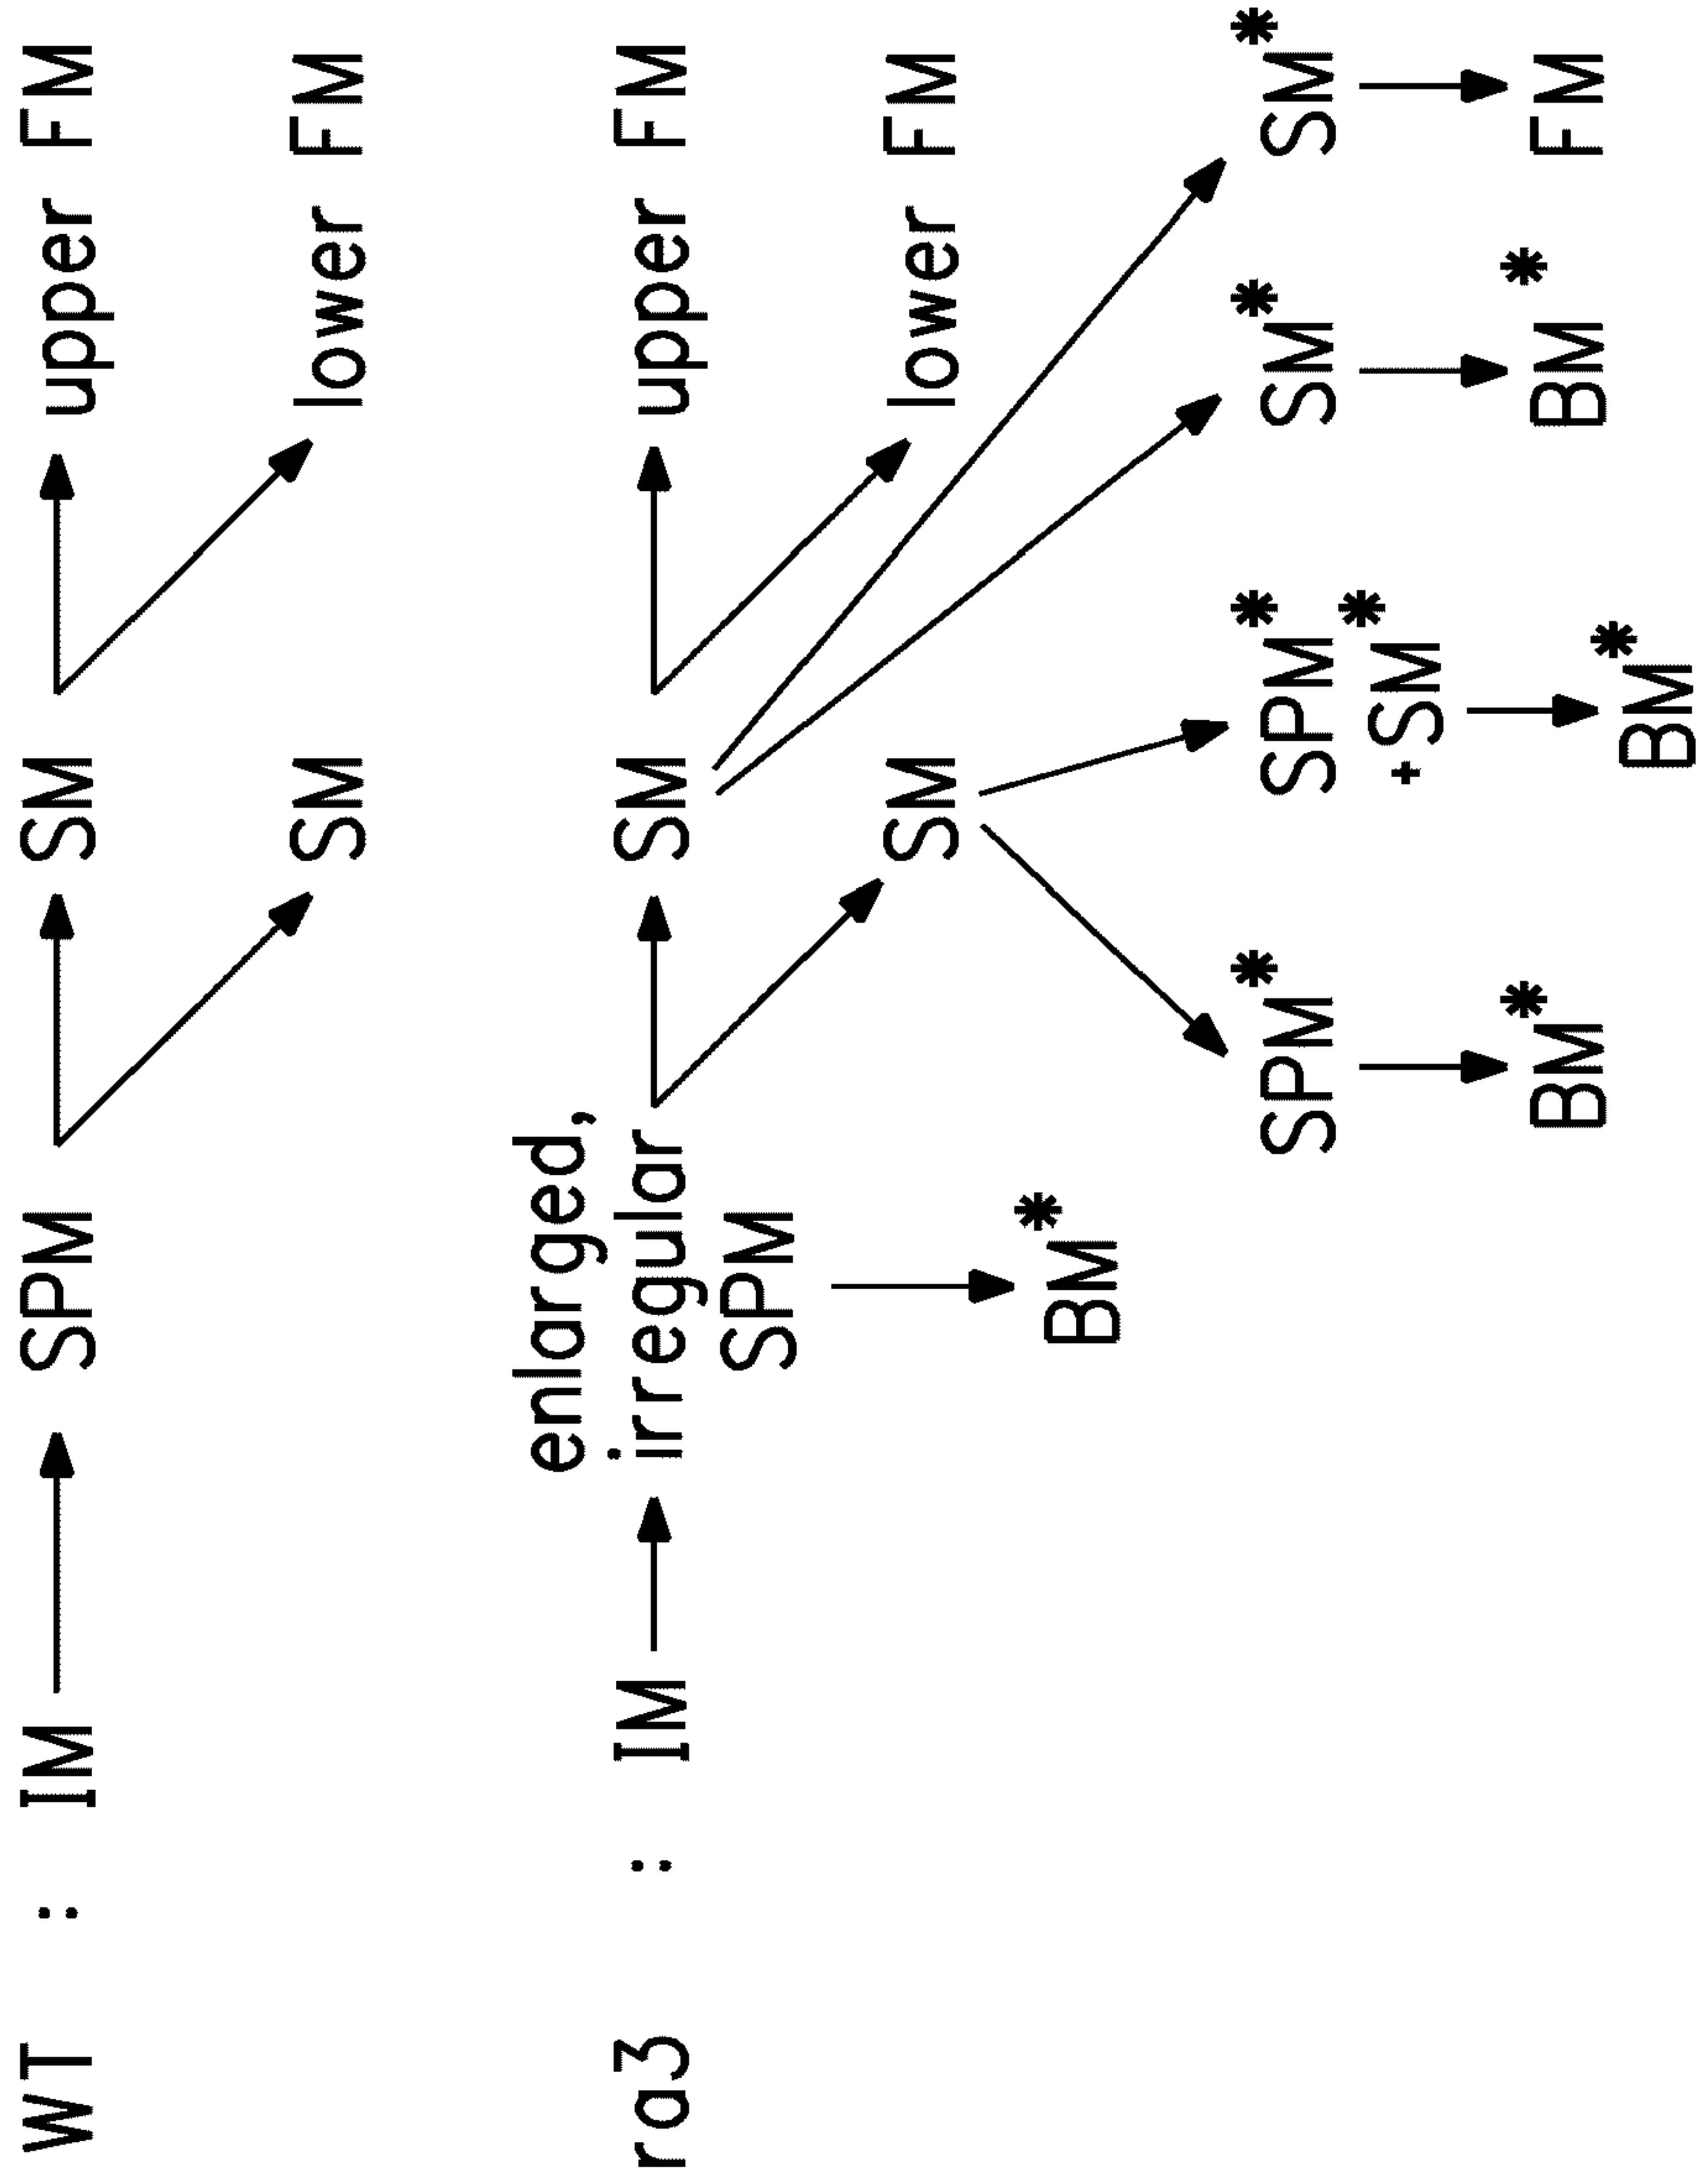 WT : IM SPM SM upper FM
SM lower FM
enlarged,
ra3 : IM irregular SM upper FM
SPM SM lower FM
BM*
SPM* SPM* SM* SM*
+SM*
BM* BM* BM* FM